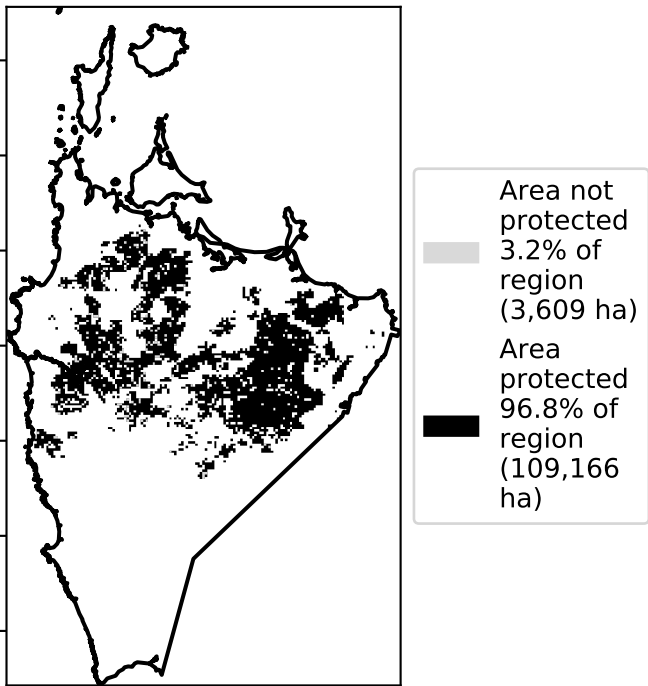 Area not
protected
3.2% of
region
(3,609 ha)
Area
protected
96.8% of
region
(109,166
ha)